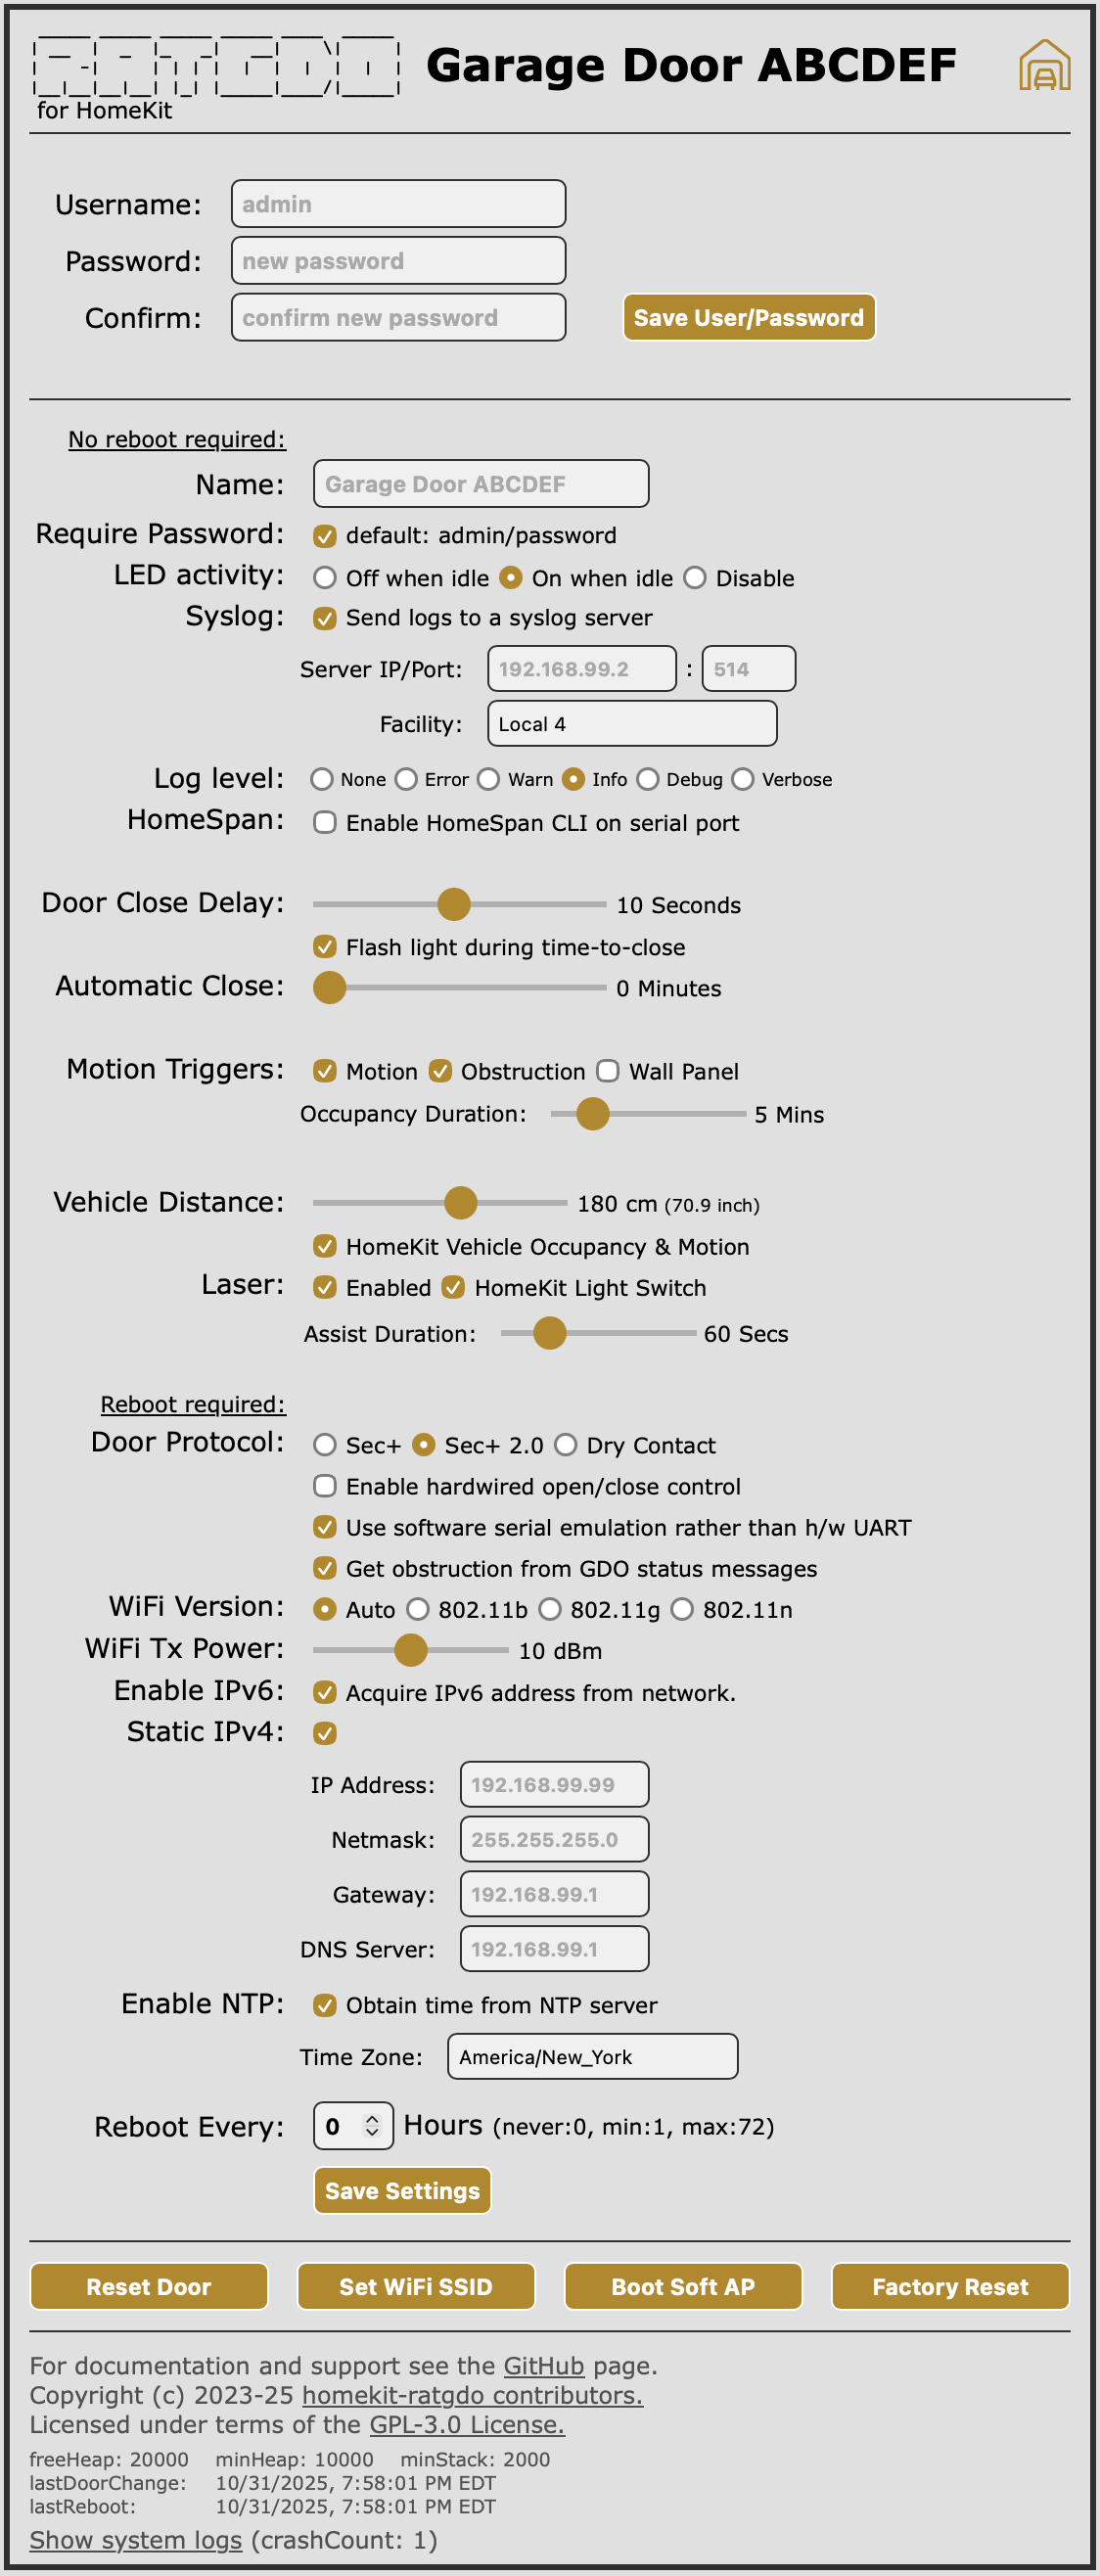 RATGDO
for HomeKit
Garage Door ABCDEF
Username: admin
Password: new password
Confirm: confirm new password Save User/Password
No reboot required:
Name: Garage Door ABCDEF
Require Password: default: admin/password
LED activity: Off when idle On when idle Disable
Syslog: Send logs to a syslog server
Server IP/Port: 192.168.99.2 : 514
Facility: Local 4
Log level: None Error Warn Info Debug Verbose
HomeSpan: Enable HomeSpan CLI on serial port
Door Close Delay: 10 Seconds
Flash light during time-to-close
Automatic Close: 0 Minutes
Motion Triggers: Motion Obstruction Wall Panel
Occupancy Duration: 5 Mins
Vehicle Distance: 180 cm (70.9 inch)
HomeKit Vehicle Occupancy & Motion
Laser: Enabled HomeKit Light Switch
Assist Duration: 60 Secs
Reboot required:
Door Protocol: Sec+ Sec+ 2.0 Dry Contact
Enable hardwired open/close control
Use software serial emulation rather than h/w UART
Get obstruction from GDO status messages
WiFi Version: Auto 802.11b 802.11g 802.11n
WiFi Tx Power: 10 dBm
Enable IPv6: Acquire IPv6 address from network.
Static IPv4:
IP Address: 192.168.99.99
Netmask: 255.255.255.0
Gateway: 192.168.99.1
DNS Server: 192.168.99.1
Enable NTP: Obtain time from NTP server
Time Zone: America/New_York
Reboot Every: 0 Hours (never:0, min:1, max:72)
Save Settings
Reset Door Set WiFi SSID Boot Soft AP Factory Reset
For documentation and support see the GitHub page.
Copyright (c) 2023-25 homekit-ratgdo contributors.
Licensed under terms of the GPL-3.0 License.
freeHeap: 20000 minHeap: 10000 minStack: 2000
lastDoorChange: 10/31/2025, 7:58:01 PM EDT
lastReboot: 10/31/2025, 7:58:01 PM EDT
Show system logs (crashCount: 1)